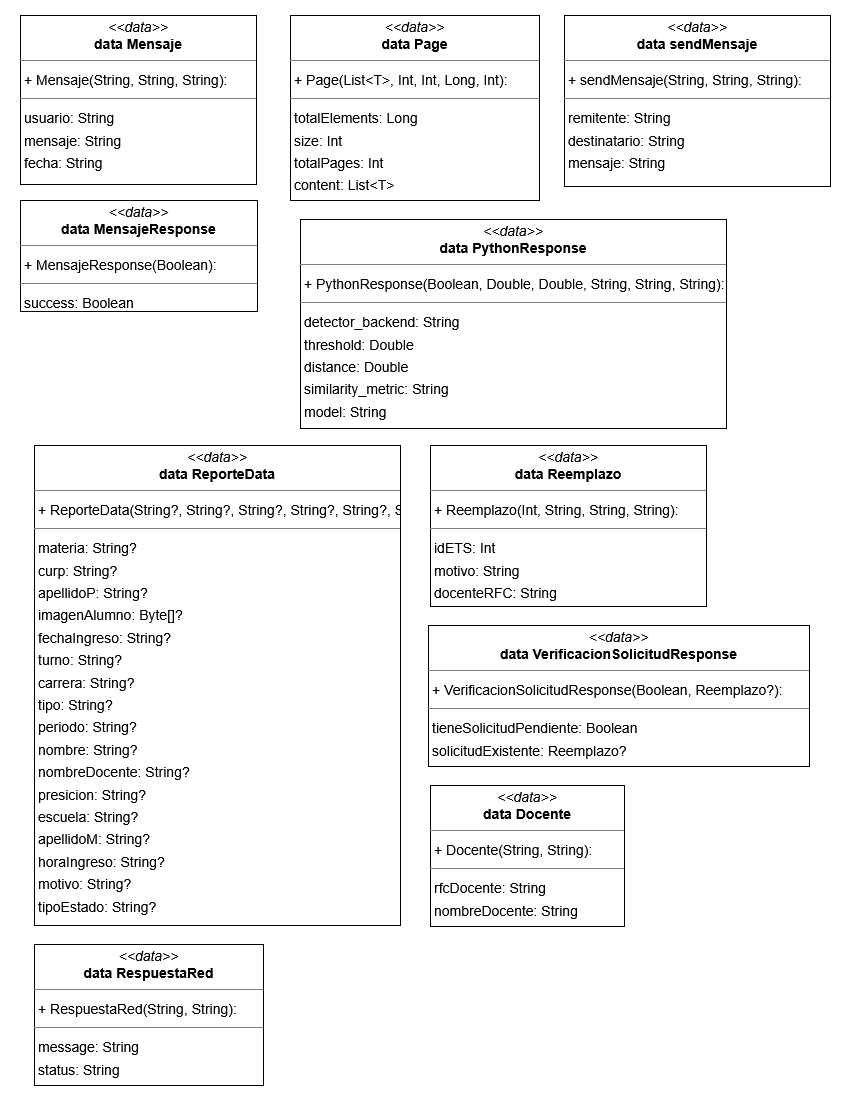 <<data>>
data Mensaje
+ Mensaje(String, String, String):
usuario: String
mensaje: String
fecha: String
<<data>>
data Page
+ Page(List<T>, Int, Int, Long, Int):
totalElements: Long
size: Int
totalPages: Int
content: List<T>
<<data>>
data sendMensaje
+ sendMensaje(String, String, String):
remitente: String
destinatario: String
mensaje: String
<<data>>
data MensajeResponse
+ MensajeResponse(Boolean):
success: Boolean
<<data>>
data PythonResponse
+ PythonResponse(Boolean, Double, Double, String, String, String):
detector_backend: String
threshold: Double
distance: Double
similarity_metric: String
model: String
<<data>>
data ReporteData
+ ReporteData(String?, String?, String?, String?, String?, S
materia: String?
curp: String?
apellidoP: String?
imagenAlumno: Byte[]?
fechaIngreso: String?
turno: String?
carrera: String?
tipo: String?
periodo: String?
nombre: String?
nombreDocente: String?
presicion: String?
escuela: String?
apellidoM: String?
horaIngreso: String?
motivo: String?
tipoEstado: String?
<<data>>
data Reemplazo
+ Reemplazo(Int, String, String, String):
idETS: Int
motivo: String
docenteRFC: String
<<data>>
data VerificacionSolicitudResponse
+ VerificacionSolicitudResponse(Boolean, Reemplazo?):
tieneSolicitudPendiente: Boolean
solicitudExistente: Reemplazo?
<<data>>
data Docente
+ Docente(String, String):
rfcDocente: String
nombreDocente: String
<<data>>
data RespuestaRed
+ RespuestaRed(String, String):
message: String
status: String